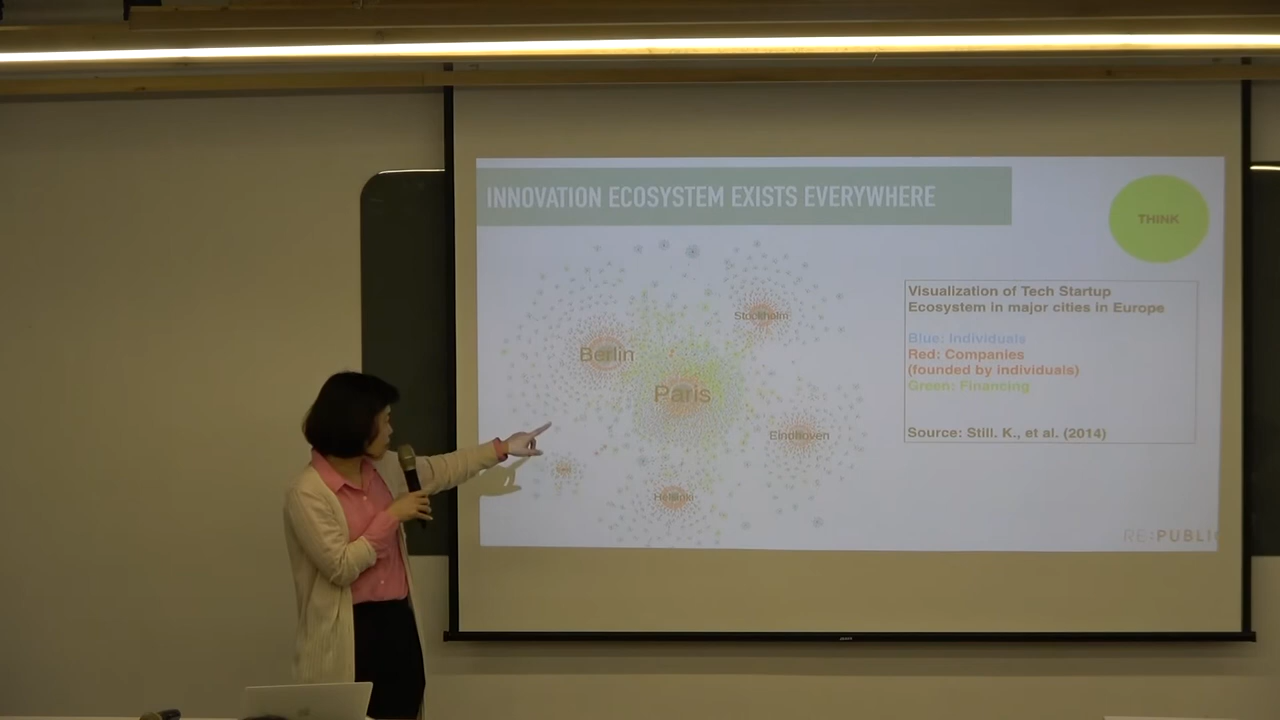 INNOVATION ECOSYSTEM EXISTS EVERYWHERE
THINK
Stockholm
Berlin
Paris
Eindhoven
Helsinki
Visualization of Tech Startup
Ecosystem in major cities in Europe
Blue: Individuals
Red: Companies
(founded by individuals)
Green: Financing
Source: Still. K., et al. (2014)
RE:PUBLIC